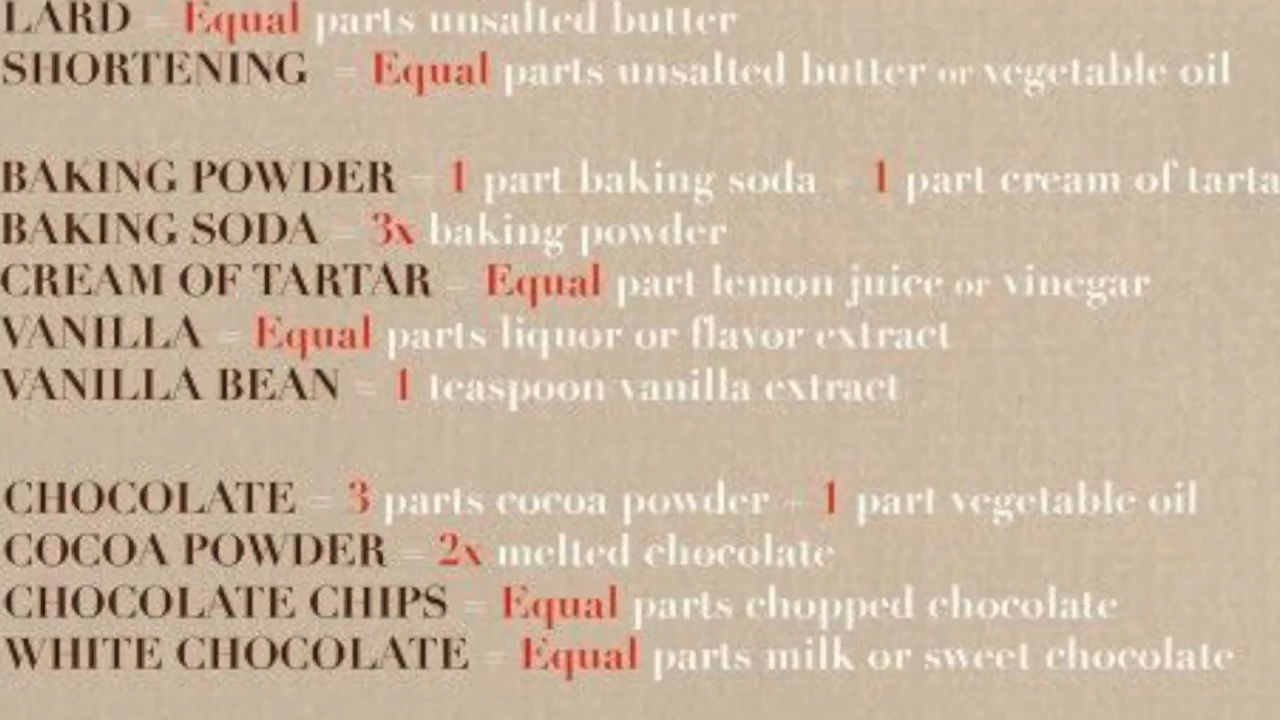 LARD = Equal parts unsalted butter
SHORTENING = Equal parts unsalted butter or vegetable oil
BAKING POWDER = 1 part baking soda + 1 part cream of tarta
BAKING SODA = 3x baking powder
CREAM OF TARTAR = Equal part lemon juice or vinegar
VANILLA = Equal parts liquor or flavor extract
VANILLA BEAN = 1 teaspoon vanilla extract
CHOCOLATE = 3 parts cocoa powder + 1 part vegetable oil
COCOA POWDER = 2x melted chocolate
CHOCOLATE CHIPS = Equal parts chopped chocolate
WHITE CHOCOLATE = Equal parts milk or sweet chocolate